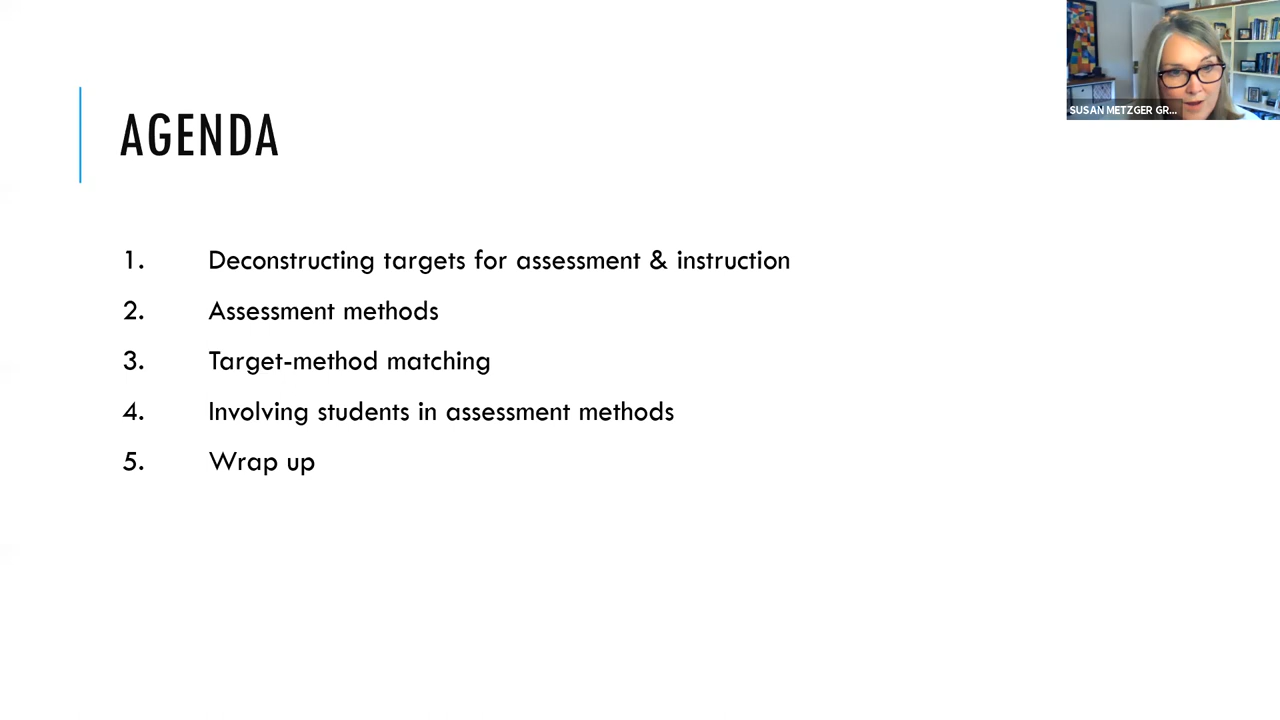 SUSAN METZGER GR...
AGENDA
1. Deconstructing targets for assessment & instruction
2. Assessment methods
3. Target-method matching
4. Involving students in assessment methods
5. Wrap up